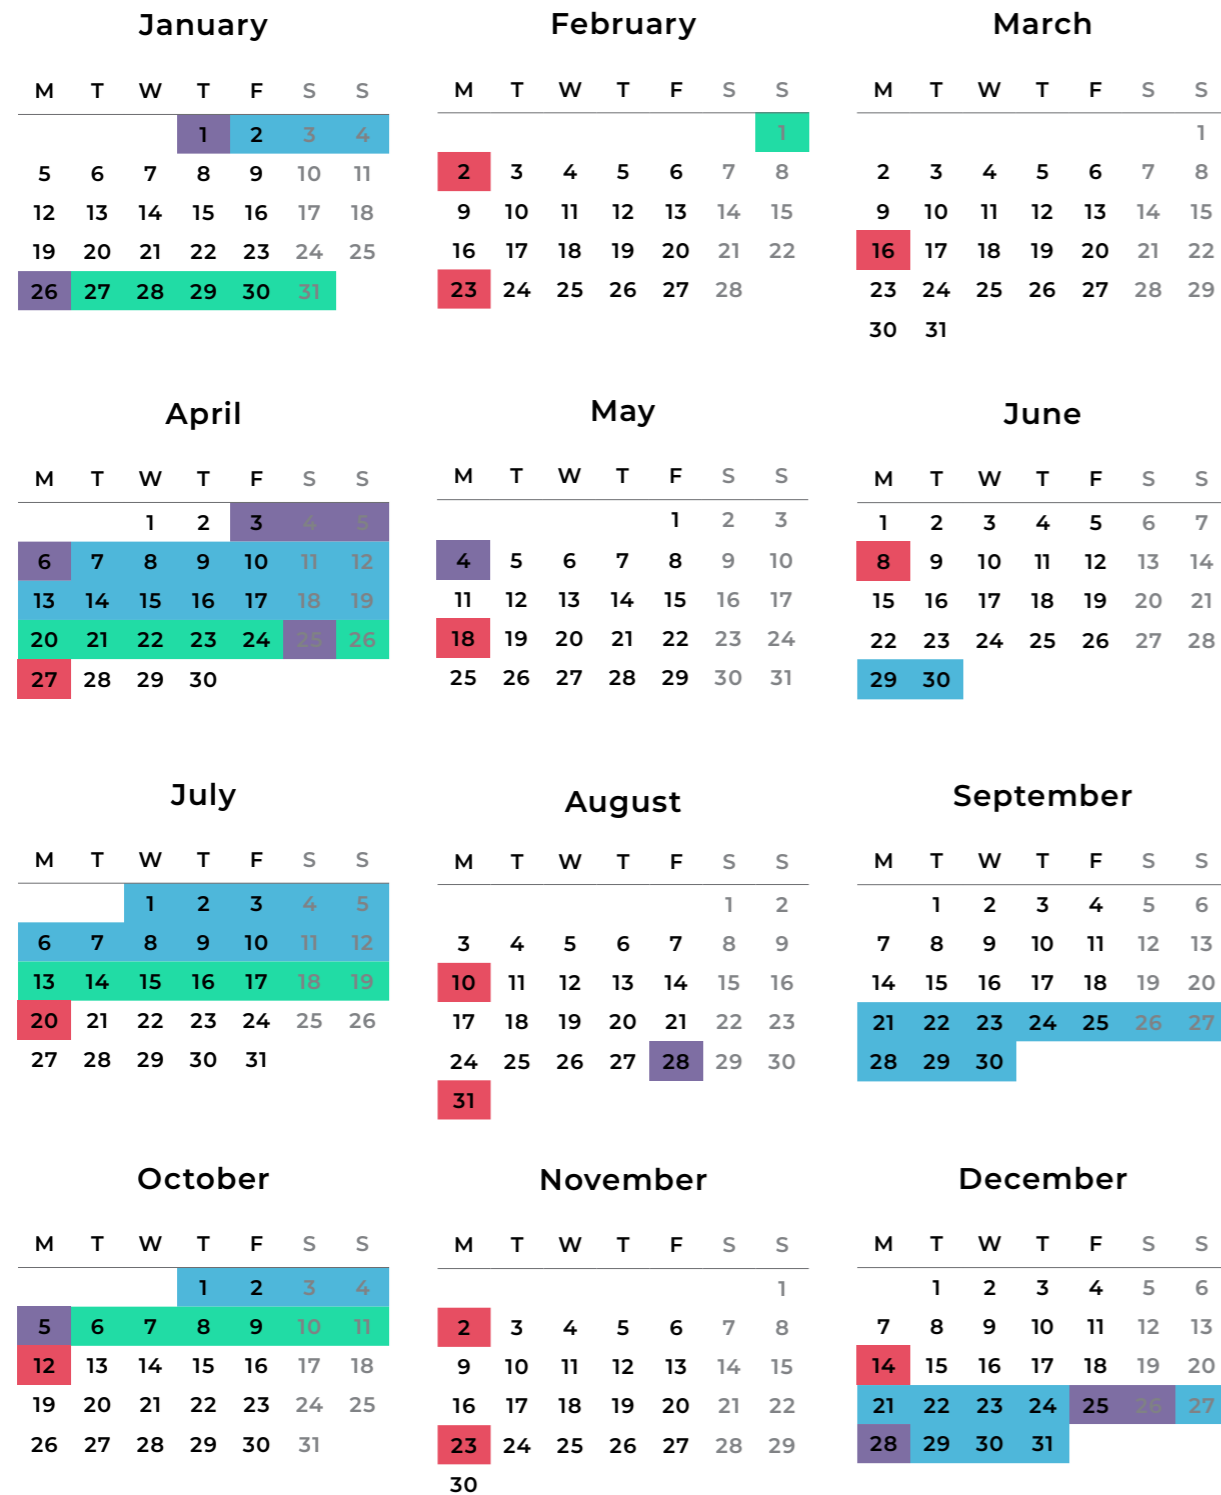 January
M T W T F S S
1 2 3 4
5 6 7 8 9 10 11
12 13 14 15 16 17 18
19 20 21 22 23 24 25
26 27 28 29 30 31
February
M T W T F S S
1
2 3 4 5 6 7 8
9 10 11 12 13 14 15
16 17 18 19 20 21 22
23 24 25 26 27 28
March
M T W T F S S
1
2 3 4 5 6 7 8
9 10 11 12 13 14 15
16 17 18 19 20 21 22
23 24 25 26 27 28 29
30 31
April
M T W T F S S
1 2 3 4 5
6 7 8 9 10 11 12
13 14 15 16 17 18 19
20 21 22 23 24 25 26
27 28 29 30
May
M T W T F S S
1 2 3
4 5 6 7 8 9 10
11 12 13 14 15 16 17
18 19 20 21 22 23 24
25 26 27 28 29 30 31
June
M T W T F S S
1 2 3 4 5 6 7
8 9 10 11 12 13 14
15 16 17 18 19 20 21
22 23 24 25 26 27 28
29 30
July
M T W T F S S
1 2 3 4 5
6 7 8 9 10 11 12
13 14 15 16 17 18 19
20 21 22 23 24 25 26
27 28 29 30 31
August
M T W T F S S
1 2
3 4 5 6 7 8 9
10 11 12 13 14 15 16
17 18 19 20 21 22 23
24 25 26 27 28 29 30
31
September
M T W T F S S
1 2 3 4 5 6
7 8 9 10 11 12 13
14 15 16 17 18 19 20
21 22 23 24 25 26 27
28 29 30
October
M T W T F S S
1 2 3 4
5 6 7 8 9 10 11
12 13 14 15 16 17 18
19 20 21 22 23 24 25
26 27 28 29 30 31
November
M T W T F S S
1
2 3 4 5 6 7 8
9 10 11 12 13 14 15
16 17 18 19 20 21 22
23 24 25 26 27 28 29
30
December
M T W T F S S
1 2 3 4 5 6
7 8 9 10 11 12 13
14 15 16 17 18 19 20
21 22 23 24 25 26 27
28 29 30 31